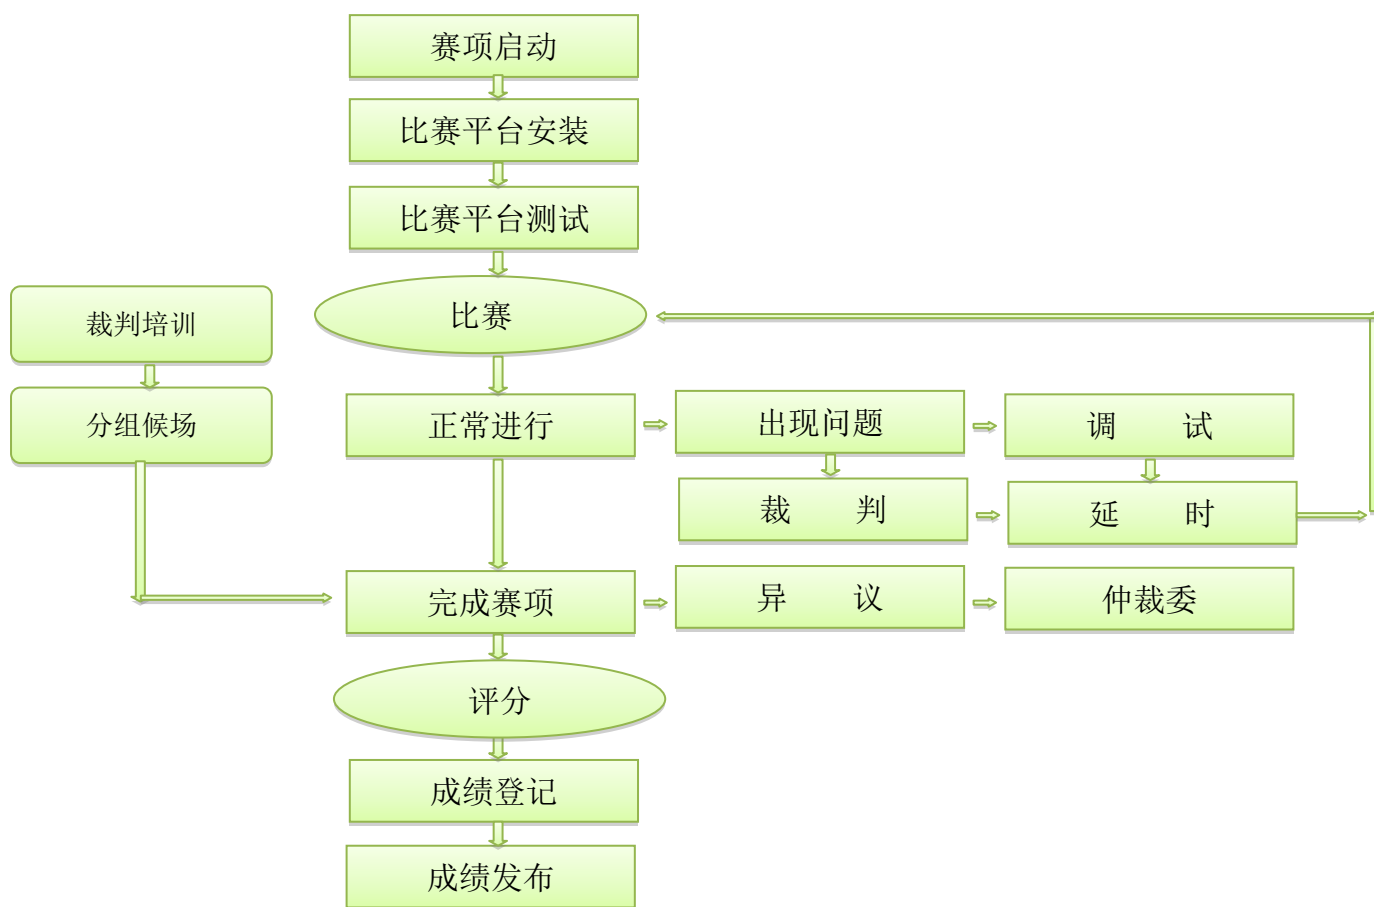 赛项启动
比赛平台安装
比赛平台测试
比赛
裁判培训
分组候场
正常进行
出现问题
调 试
裁 判
延 时
完成赛项
异 议
仲裁委
评分
成绩登记
成绩发布